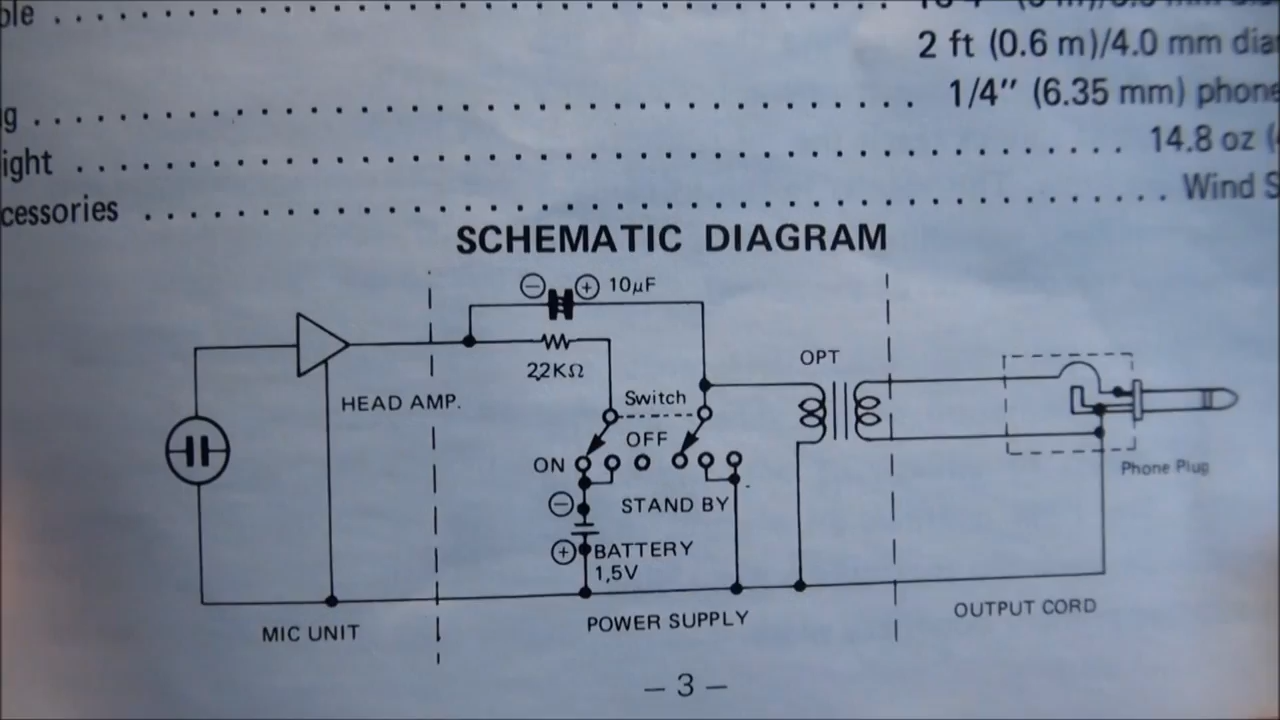 ble . . . . . . . . . . . . . . . . . . . . . . . . . . . . . . . . . . . .
2 ft (0.6 m)/4.0 mm dia
g . . . . . . . . . . . . . . . . . . . . . . . . . . . . . . . . . . . . . . 1/4" (6.35 mm) phone
ight . . . . . . . . . . . . . . . . . . . . . . . . . . . . . . . . . . . . . . . . . . . . 14.8 oz (
cessories . . . . . . . . . . . . . . . . . . . . . . . . . . . . . . . . . . . . . . . . . . . Wind S
SCHEMATIC DIAGRAM
⊖ ⊕ 10μF
OPT
2,2KΩ
HEAD AMP.
Switch
OFF
ON
Phone Plug
⊖ STAND BY
⊕ BATTERY
1,5V
OUTPUT CORD
POWER SUPPLY
MIC UNIT
— 3 —